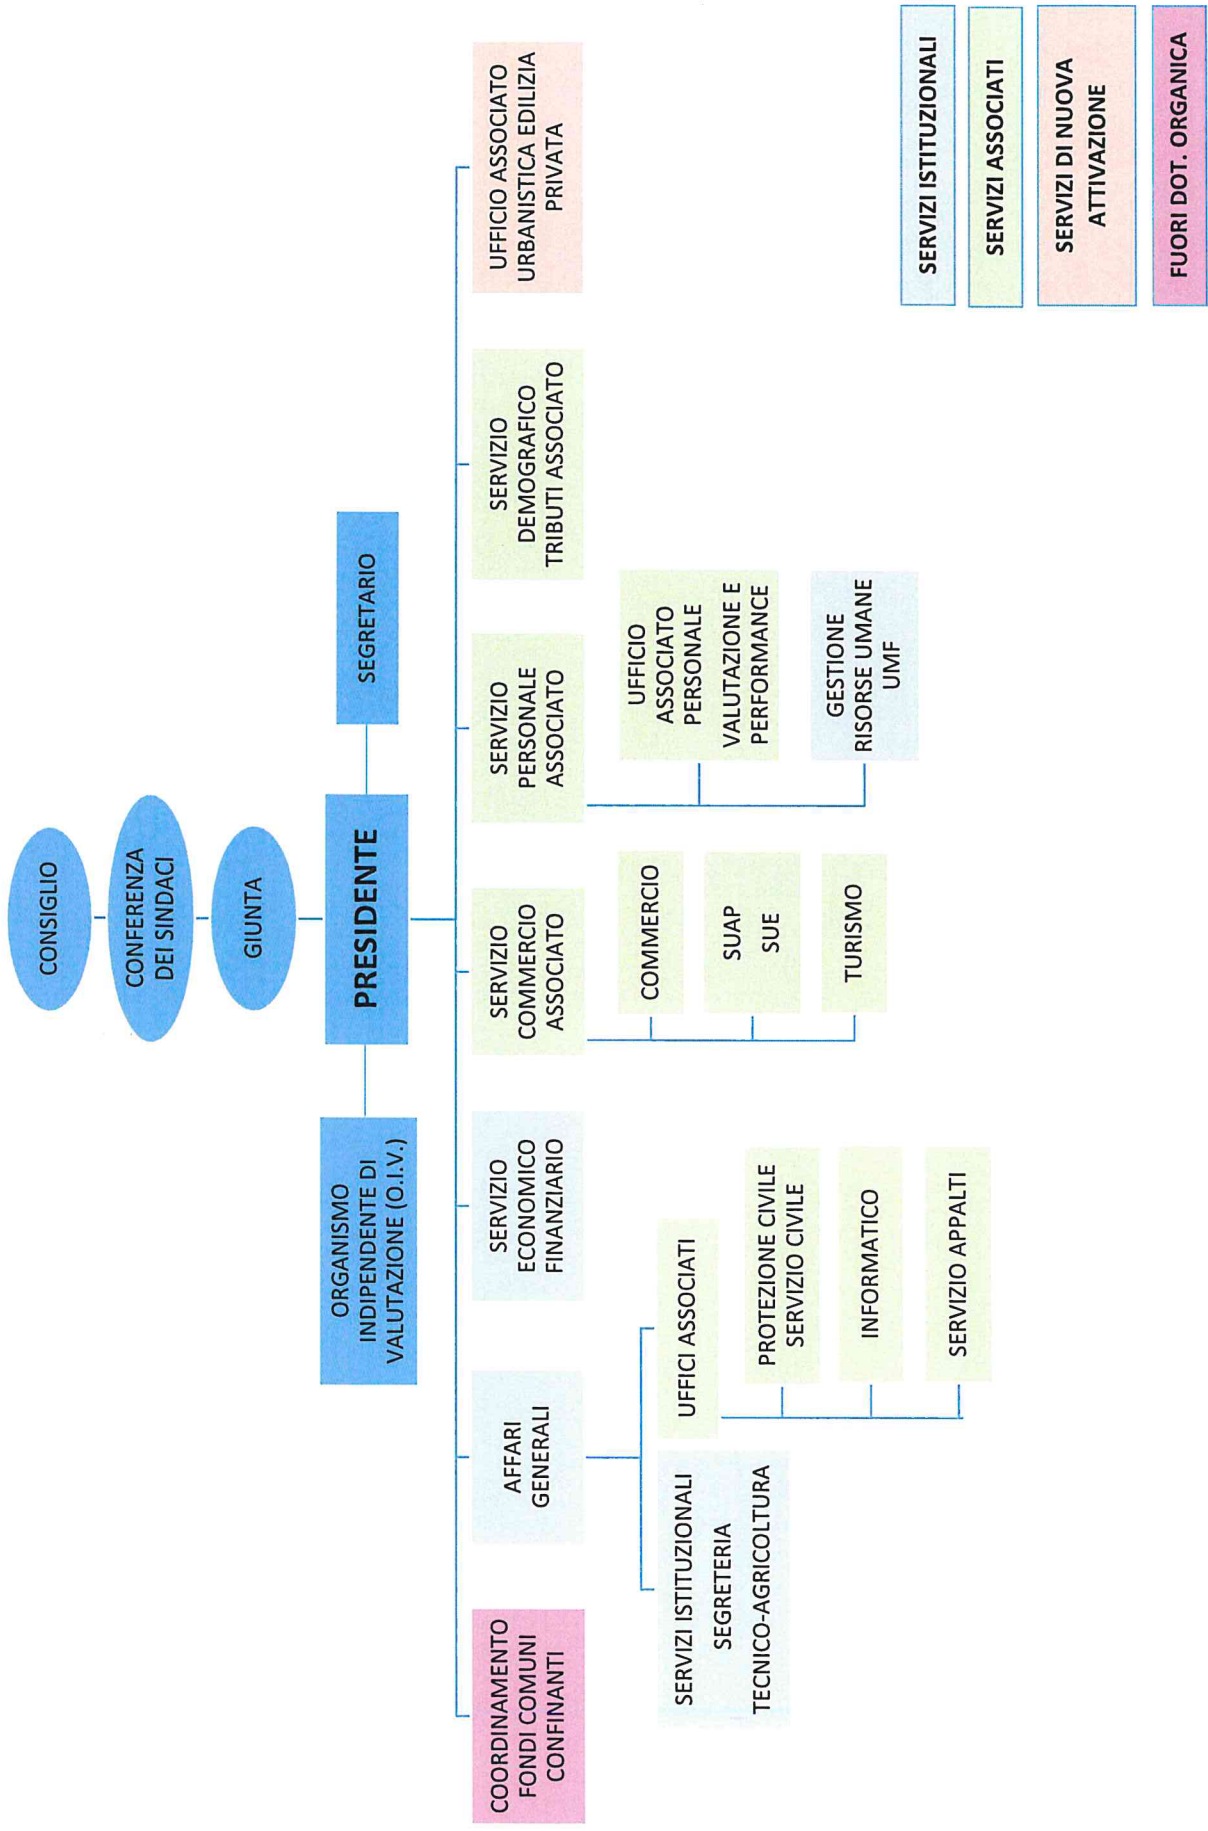 CONSIGLIO
CONFERENZA
DEI SINDACI
GIUNTA
ORGANISMO
INDIPENDENTE DI
VALUTAZIONE (O.I.V.)
PRESIDENTE
SEGRETARIO
COORDINAMENTO
FONDI COMUNI
CONFINANTI
AFFARI
GENERALI
SERVIZIO
ECONOMICO
FINANZIARIO
SERVIZIO
COMMERCIO
ASSOCIATO
SERVIZIO
PERSONALE
ASSOCIATO
SERVIZIO
DEMOGRAFICO
TRIBUTI ASSOCIATO
UFFICIO ASSOCIATO
URBANISTICA EDILIZIA
PRIVATA
SERVIZI ISTITUZIONALI
SEGRETERIA
TECNICO-AGRICOLTURA
UFFICI ASSOCIATI
PROTEZIONE CIVILE
SERVIZIO CIVILE
INFORMATICO
SERVIZIO APPALTI
COMMERCIO
SUAP
SUE
TURISMO
UFFICIO
ASSOCIATO
PERSONALE
VALUTAZIONE E
PERFORMANCE
GESTIONE
RISORSE UMANE
UMF
SERVIZI ISTITUZIONALI
SERVIZI ASSOCIATI
SERVIZI DI NUOVA
ATTIVAZIONE
FUORI DOT. ORGANICA